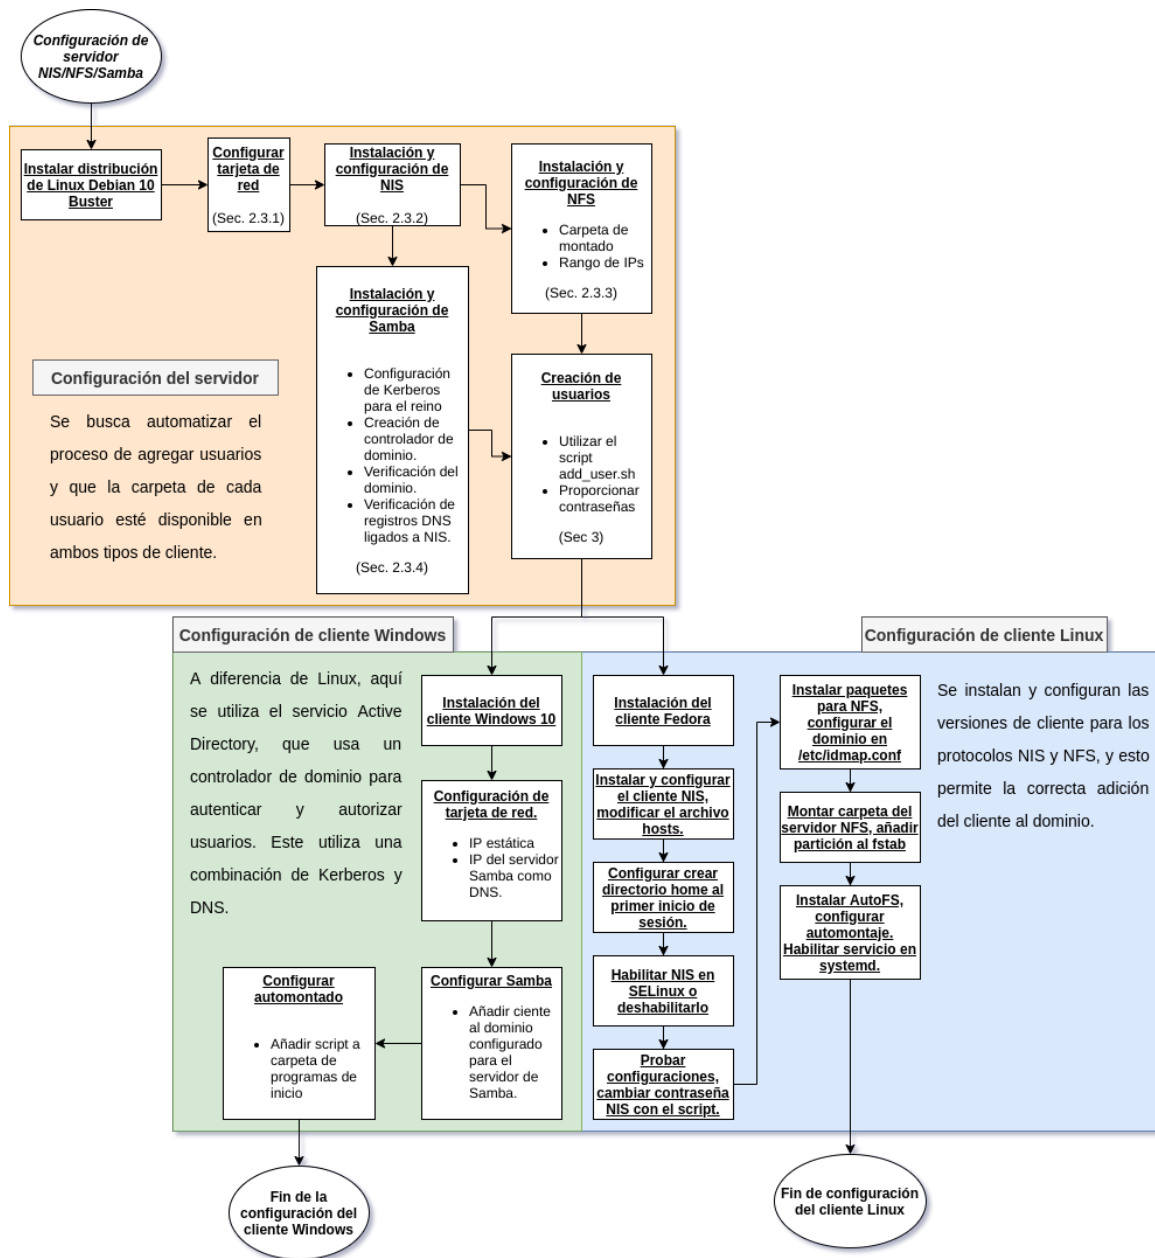 Configuración de
servidor
NIS/NFS/Samba
Instalar distribución
de Linux Debian 10
Buster
Configurar
tarjeta de
red
(Sec. 2.3.1)
Instalación y
configuración de
NIS
(Sec. 2.3.2)
Instalación y
configuración de
NFS
• Carpeta de
montado
• Rango de IPs
(Sec. 2.3.3)
Instalación y
configuración de
Samba
• Configuración
de Kerberos
para el reino
• Creación de
controlador de
dominio.
• Verificación del
dominio.
• Verificación de
registros DNS
ligados a NIS.
(Sec. 2.3.4)
Creación de
usuarios
• Utilizar el
script
add_user.sh
• Proporcionar
contraseñas
(Sec 3)
Configuración del servidor
Se busca automatizar el
proceso de agregar usuarios
y que la carpeta de cada
usuario esté disponible en
ambos tipos de cliente.
Configuración de cliente Windows
A diferencia de Linux, aquí
se utiliza el servicio Active
Directory, que usa un
controlador de dominio para
autenticar y autorizar
usuarios. Este utiliza una
combinación de Kerberos y
DNS.
Instalación del
cliente Windows 10
Configuración de
tarjeta de red.
• IP estática
• IP del servidor
Samba como
DNS.
Configurar Samba
• Añadir ciente
al dominio
configurado
para el
servidor de
Samba.
Configurar
automontado
• Añadir script a
carpeta de
programas de
inicio
Fin de la
configuración del
cliente Windows
Configuración de cliente Linux
Instalación del
cliente Fedora
Instalar y configurar
el cliente NIS,
modificar el archivo
hosts.
Configurar crear
directorio home al
primer inicio de
sesión.
Habilitar NIS en
SELinux o
deshabilitarlo
Probar
configuraciones,
cambiar contraseña
NIS con el script.
Instalar paquetes
para NFS,
configurar el
dominio en
/etc/idmap.conf
Montar carpeta del
servidor NFS, añadir
partición al fstab
Instalar AutoFS,
configurar
automontaje.
Habilitar servicio en
systemd.
Se instalan y configuran las
versiones de cliente para los
protocolos NIS y NFS, y esto
permite la correcta adición
del cliente al dominio.
Fin de configuración
del cliente Linux